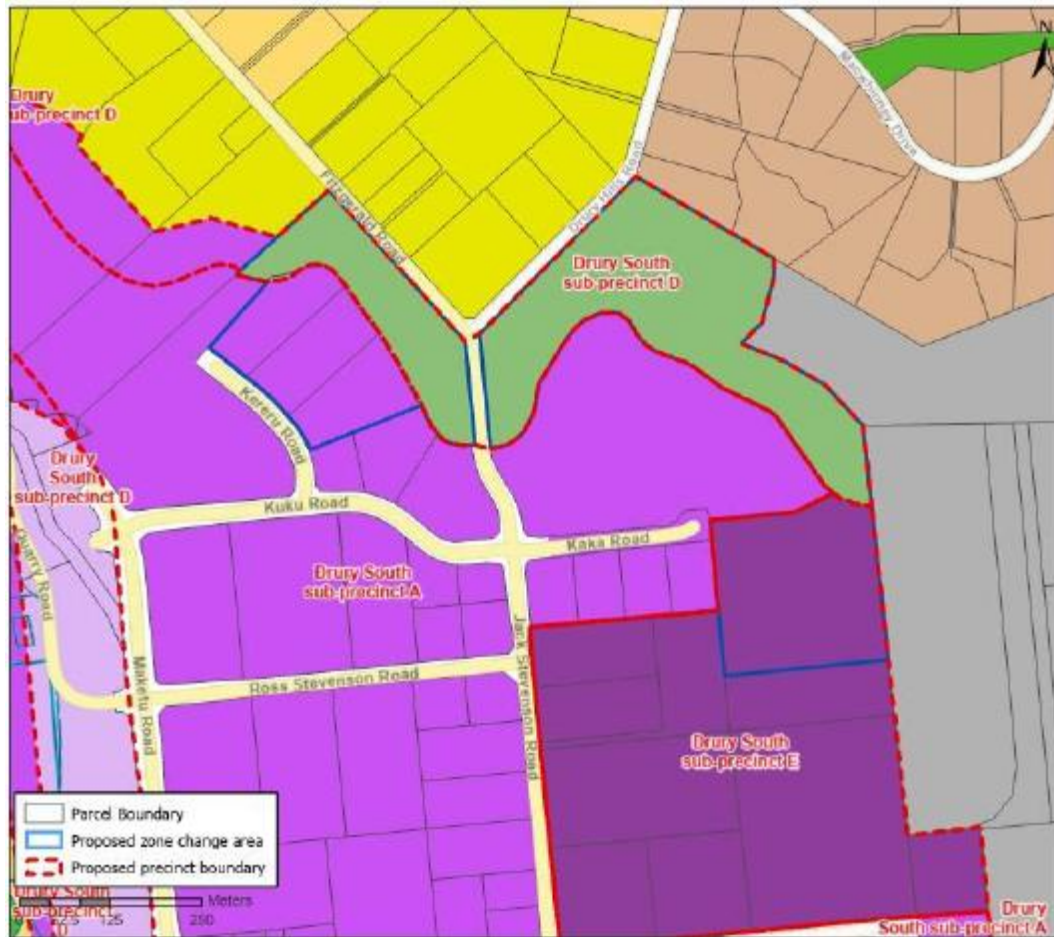 N
Drury
sub-precinct D
Macwhinney Drive
Fitzgerald Road
Drury Hills Road
Drury South
sub-precinct D
Kereru Road
Drury
South
sub-precinct D
Kuku Road
Kaka Road
Quarry Road
Drury South
sub-precinct A
Maketu Road
Ross Stevenson Road
Jack Stevenson Road
Drury South
sub-precinct E
Parcel Boundary
Proposed zone change area
Proposed precinct boundary
Drury South
sub-precinct
D
Meters
0
125
250
Drury
South sub-precinct A